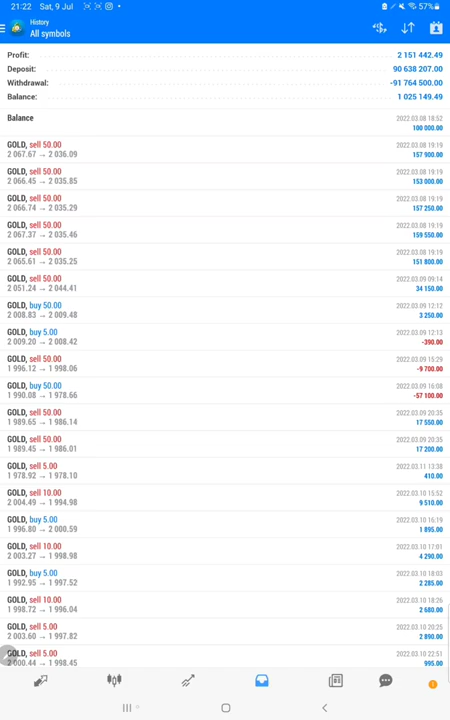 21:22 Sat, 9 Jul 57%
History
All symbols
Profit: 2 151 442.49
Deposit: 90 638 207.00
Withdrawal: -91 764 500.00
Balance: 1 025 149.49
Balance 2022.03.08 18:52
100 000.00
GOLD, sell 50.00 2022.03.08 19:19
2 067.67 → 2 036.09 157 900.00
GOLD, sell 50.00 2022.03.08 19:19
2 066.45 → 2 035.85 153 000.00
GOLD, sell 50.00 2022.03.08 19:19
2 066.74 → 2 035.29 157 250.00
GOLD, sell 50.00 2022.03.08 19:19
2 067.37 → 2 035.46 159 550.00
GOLD, sell 50.00 2022.03.08 19:19
2 065.61 → 2 035.25 151 800.00
GOLD, sell 50.00 2022.03.09 09:14
2 051.24 → 2 044.41 34 150.00
GOLD, buy 50.00 2022.03.09 12:12
2 008.83 → 2 009.48 3 250.00
GOLD, buy 5.00 2022.03.09 12:13
2 009.20 → 2 008.42 -390.00
GOLD, sell 50.00 2022.03.09 15:29
1 996.12 → 1 998.06 -9 700.00
GOLD, buy 50.00 2022.03.09 16:08
1 990.08 → 1 978.66 -57 100.00
GOLD, sell 50.00 2022.03.09 20:35
1 989.65 → 1 986.14 17 550.00
GOLD, sell 50.00 2022.03.09 20:35
1 989.45 → 1 986.01 17 200.00
GOLD, sell 5.00 2022.03.11 13:38
1 978.92 → 1 978.10 410.00
GOLD, sell 10.00 2022.03.10 15:52
2 004.49 → 1 994.98 9 510.00
GOLD, buy 5.00 2022.03.10 16:19
1 996.80 → 2 000.59 1 895.00
GOLD, sell 10.00 2022.03.10 17:01
2 003.27 → 1 998.98 4 290.00
GOLD, buy 5.00 2022.03.10 18:03
1 992.95 → 1 997.52 2 285.00
GOLD, sell 10.00 2022.03.10 18:26
1 998.72 → 1 996.04 2 680.00
GOLD, sell 5.00 2022.03.10 20:25
2 003.60 → 1 997.82 2 890.00
GOLD, sell 5.00 2022.03.10 22:51
2 000.44 → 1 998.45 995.00